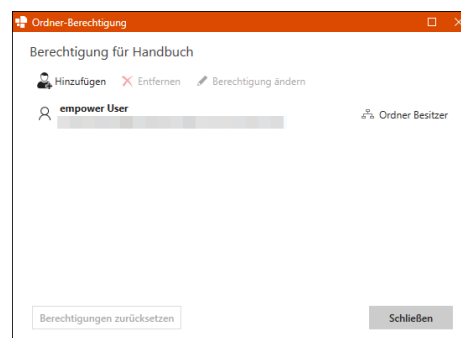 Ordner-Berechtigung
Berechtigung für Handbuch
Hinzufügen Entfernen Berechtigung ändern
empower User
Ordner Besitzer
Berechtigungen zurücksetzen Schließen